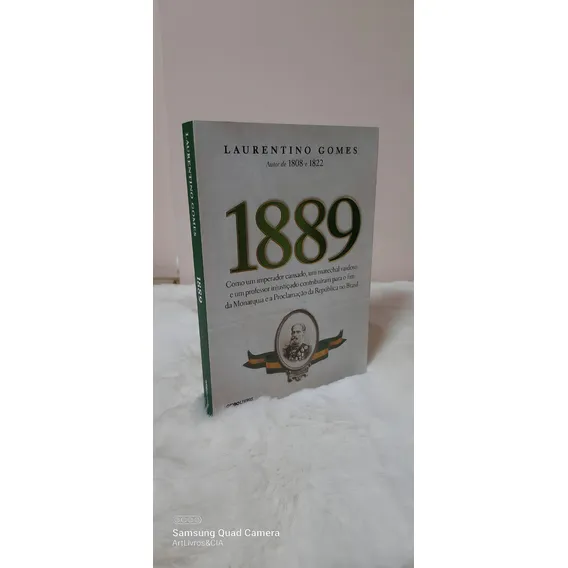 LAURENTINO GOMES
Autor de 1808 e 1822
1889
Como um imperador cansado, um marechal vaidoso
e um professor injustiçado contribuíram para o fim
da Monarquia e a Proclamação da República no Brasil
LAURENTINO GOMES
1889
Samsung Quad Camera
ArtLivros&CIA